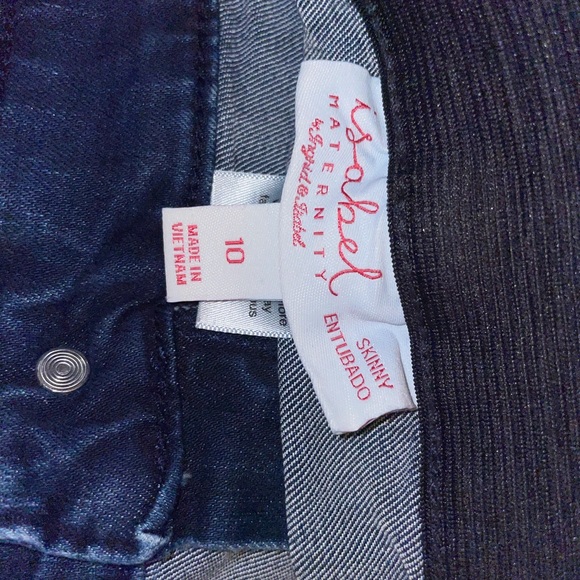 isabel
MATERNITY
by Ingrid & Isabel
SKINNY
ENTUBADO
10
MADE IN
VIETNAM